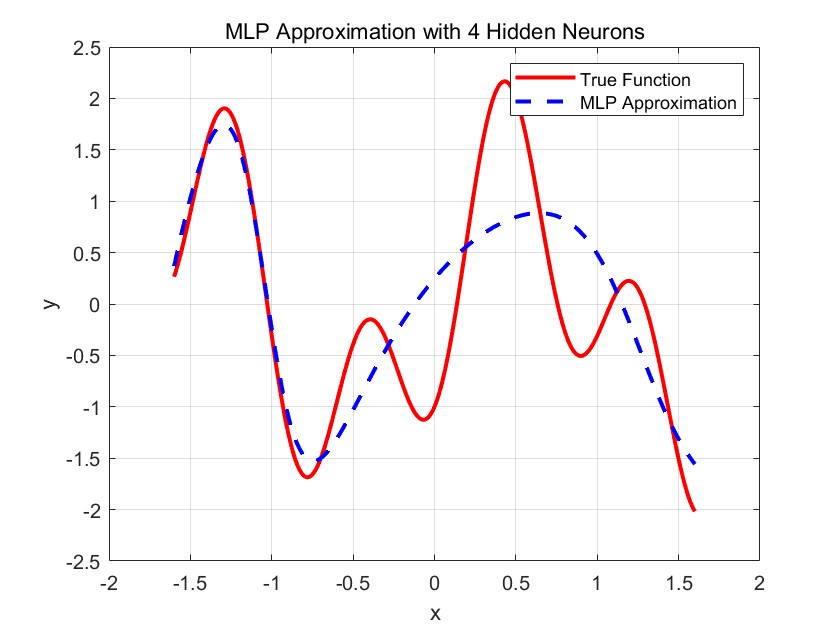 MLP Approximation with 4 Hidden Neurons
True Function
MLP Approximation
2.5
2
1.5
1
0.5
0
-0.5
-1
-1.5
-2
-2.5
y
-2 -1.5 -1 -0.5 0 0.5 1 1.5 2
x